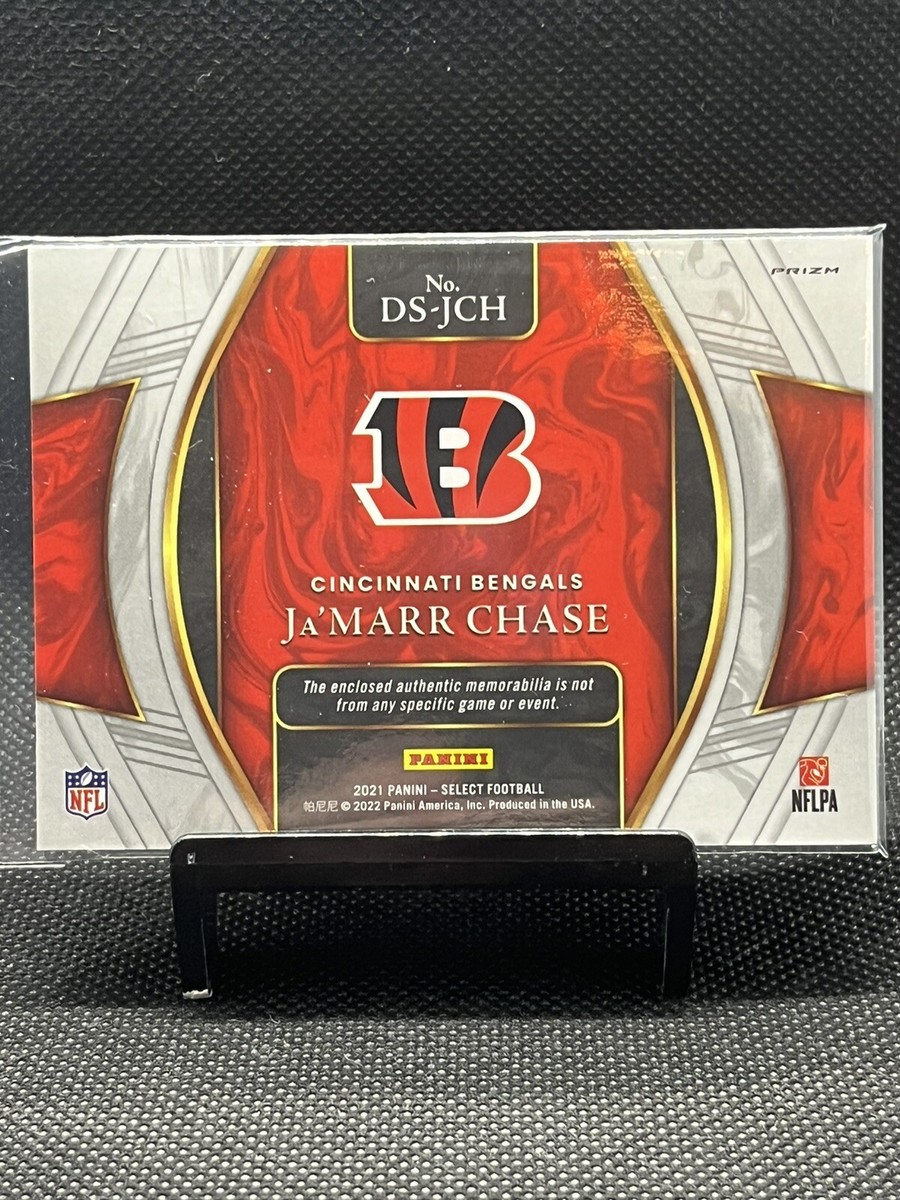 PRIZM
No.
DS-JCH
B
CINCINNATI BENGALS
JA'MARR CHASE
The enclosed authentic memorabilia is not
from any specific game or event.
PANINI
2021 PANINI – SELECT FOOTBALL
帕尼尼 © 2022 Panini America, Inc. Produced in the USA.
NFL
NFLPA